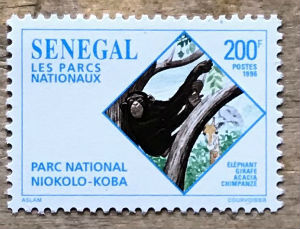 SENEGAL
LES PARCS
NATIONAUX
200F
POSTES
1996
PARC NATIONAL
NIOKOLO-KOBA
ÉLÉPHANT
GIRAFE
ACACIA
CHIMPANZÉ
ASLAM
COURVOISIER